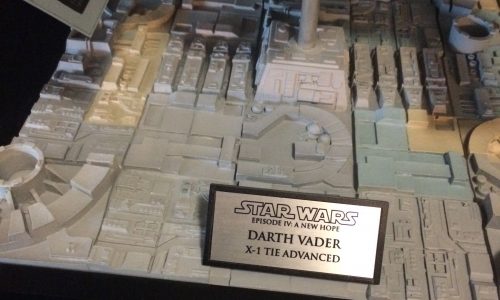 STAR WARS
EPISODE IV: A NEW HOPE
DARTH VADER
X-1 TIE ADVANCED